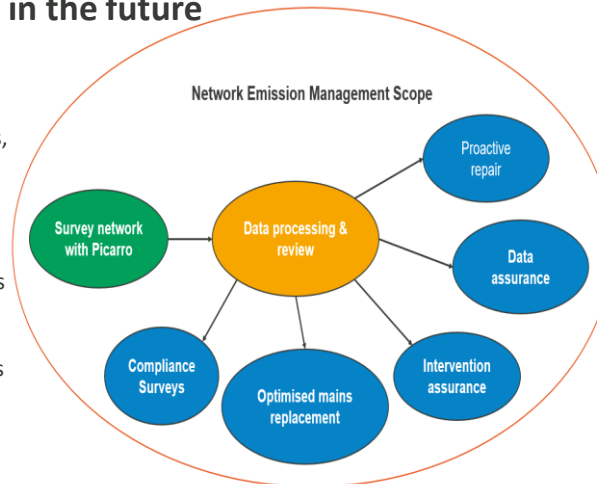 in the future
Network Emission Management Scope
Proactive
repair
Survey network
with Picarro
Data processing &
review
Data
assurance
Compliance
Surveys
Optimised mains
replacement
Intervention
assurance